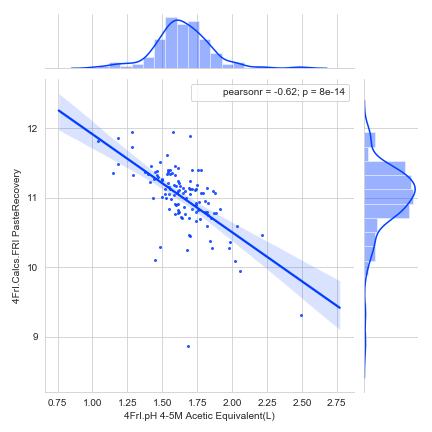 pearsonr = -0.62; p = 8e-14
12
11
10
9
4FrI.Calcs.FRI PasteRecovery
0.75 1.00 1.25 1.50 1.75 2.00 2.25 2.50 2.75
4FrI.pH 4-5M Acetic Equivalent(L)